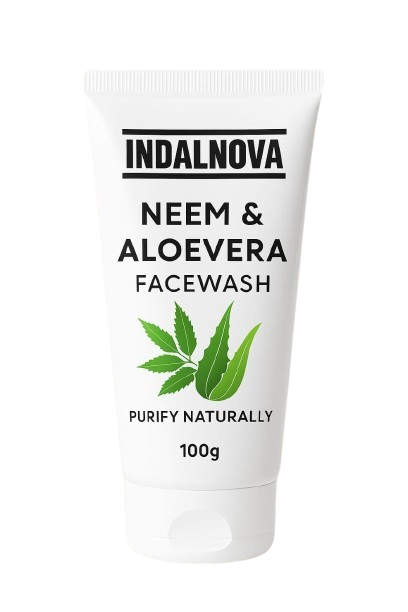 INDALNOVA
NEEM &
ALOEVERA
FACEWASH
PURIFY NATURALLY
100g